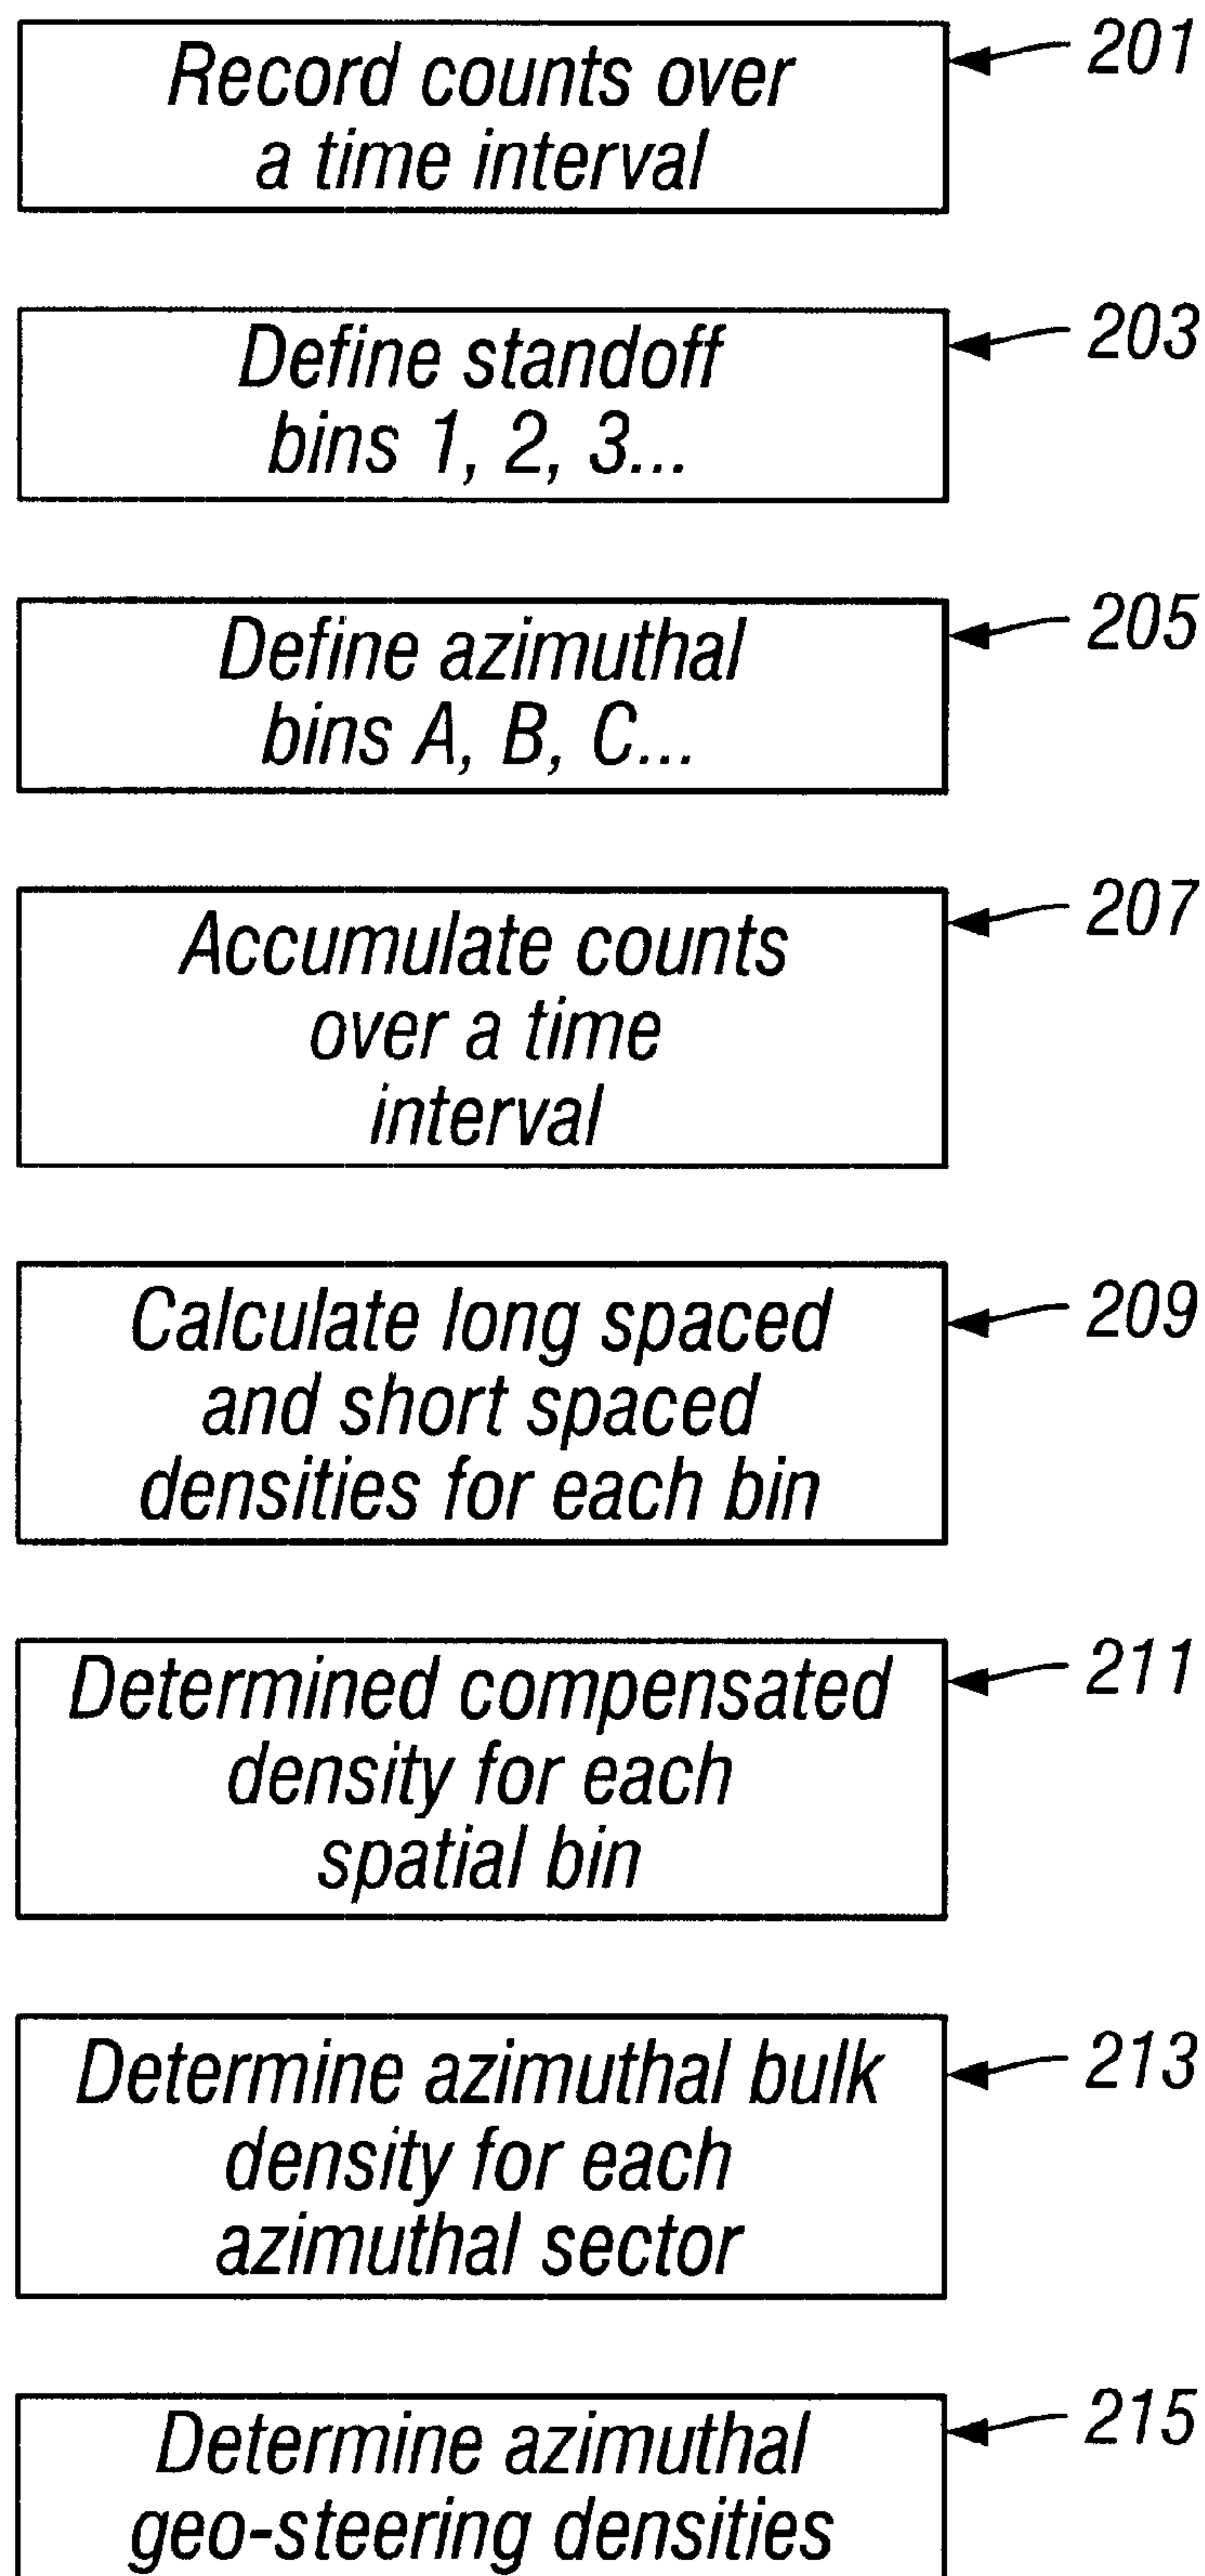 Record counts over
a time interval
201
Define standoff
bins 1, 2, 3...
203
Define azimuthal
bins A, B, C...
205
Accumulate counts
over a time
interval
207
Calculate long spaced
and short spaced
densities for each bin
209
Determined compensated
density for each
spatial bin
211
Determine azimuthal bulk
density for each
azimuthal sector
213
Determine azimuthal
geo-steering densities
215